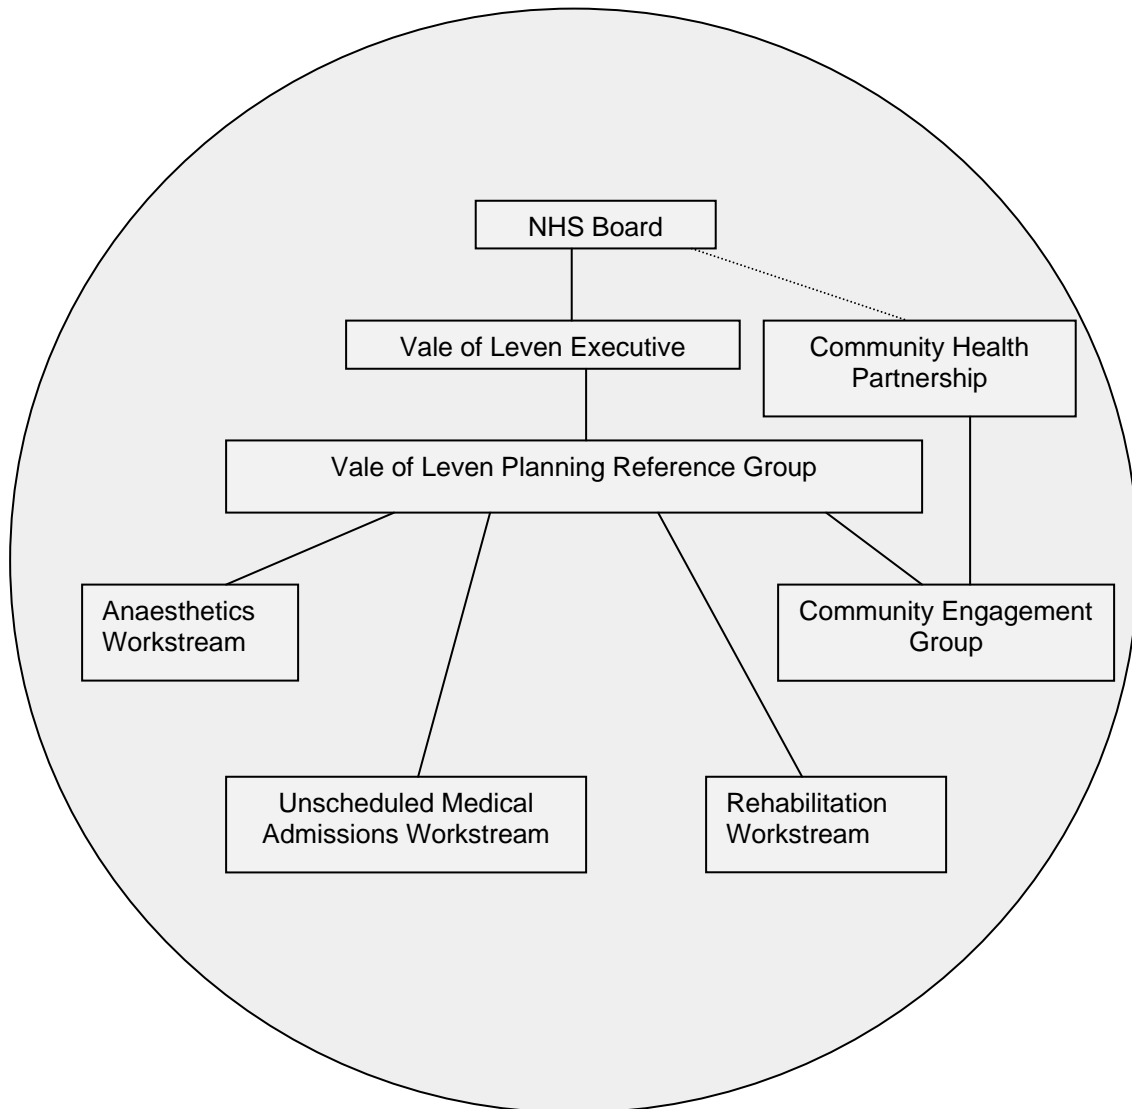 NHS Board
Vale of Leven Executive
Community Health
Partnership
Vale of Leven Planning Reference Group
Anaesthetics
Workstream
Community Engagement
Group
Unscheduled Medical
Admissions Workstream
Rehabilitation
Workstream